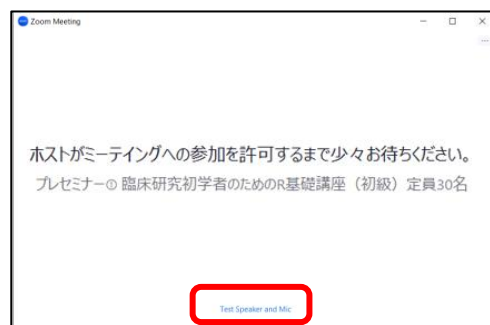 Zoom Meeting
ホストがミーテイングへの参加を許可するまで少々お待ちください。
プレセミナー① 臨床研究初学者のためのR基礎講座（初級）定員30名
Test Speaker and Mic